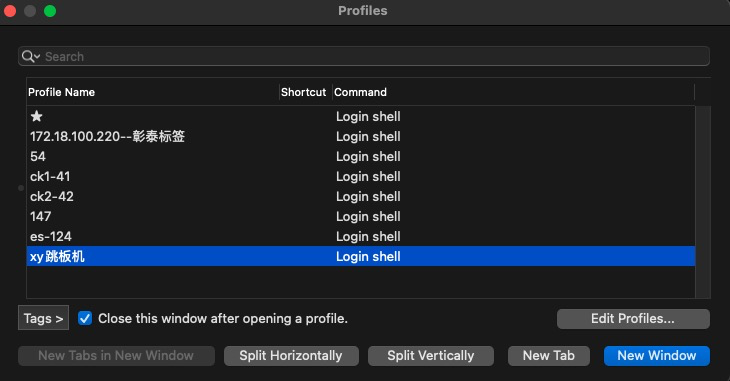 Profiles
Search
Profile Name Shortcut Command
★ Login shell
172.18.100.220--彰泰标签 Login shell
54 Login shell
ck1-41 Login shell
ck2-42 Login shell
147 Login shell
es-124 Login shell
xy跳板机 Login shell
Tags > Close this window after opening a profile. Edit Profiles...
New Tabs in New Window Split Horizontally Split Vertically New Tab New Window